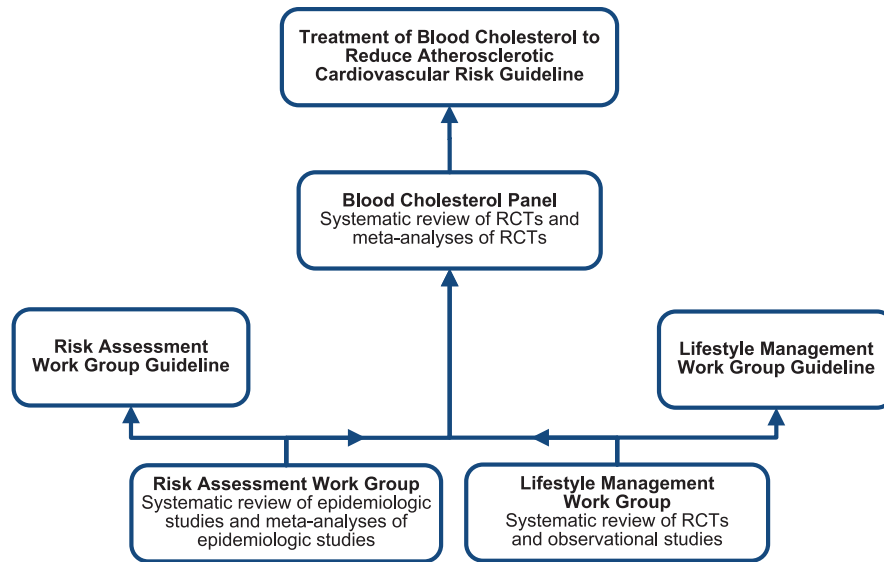 Treatment of Blood Cholesterol to
Reduce Atherosclerotic
Cardiovascular Risk Guideline
Blood Cholesterol Panel
Systematic review of RCTs and
meta-analyses of RCTs
Risk Assessment
Work Group Guideline
Lifestyle Management
Work Group Guideline
Risk Assessment Work Group
Systematic review of epidemiologic
studies and meta-analyses of
epidemiologic studies
Lifestyle Management
Work Group
Systematic review of RCTs
and observational studies